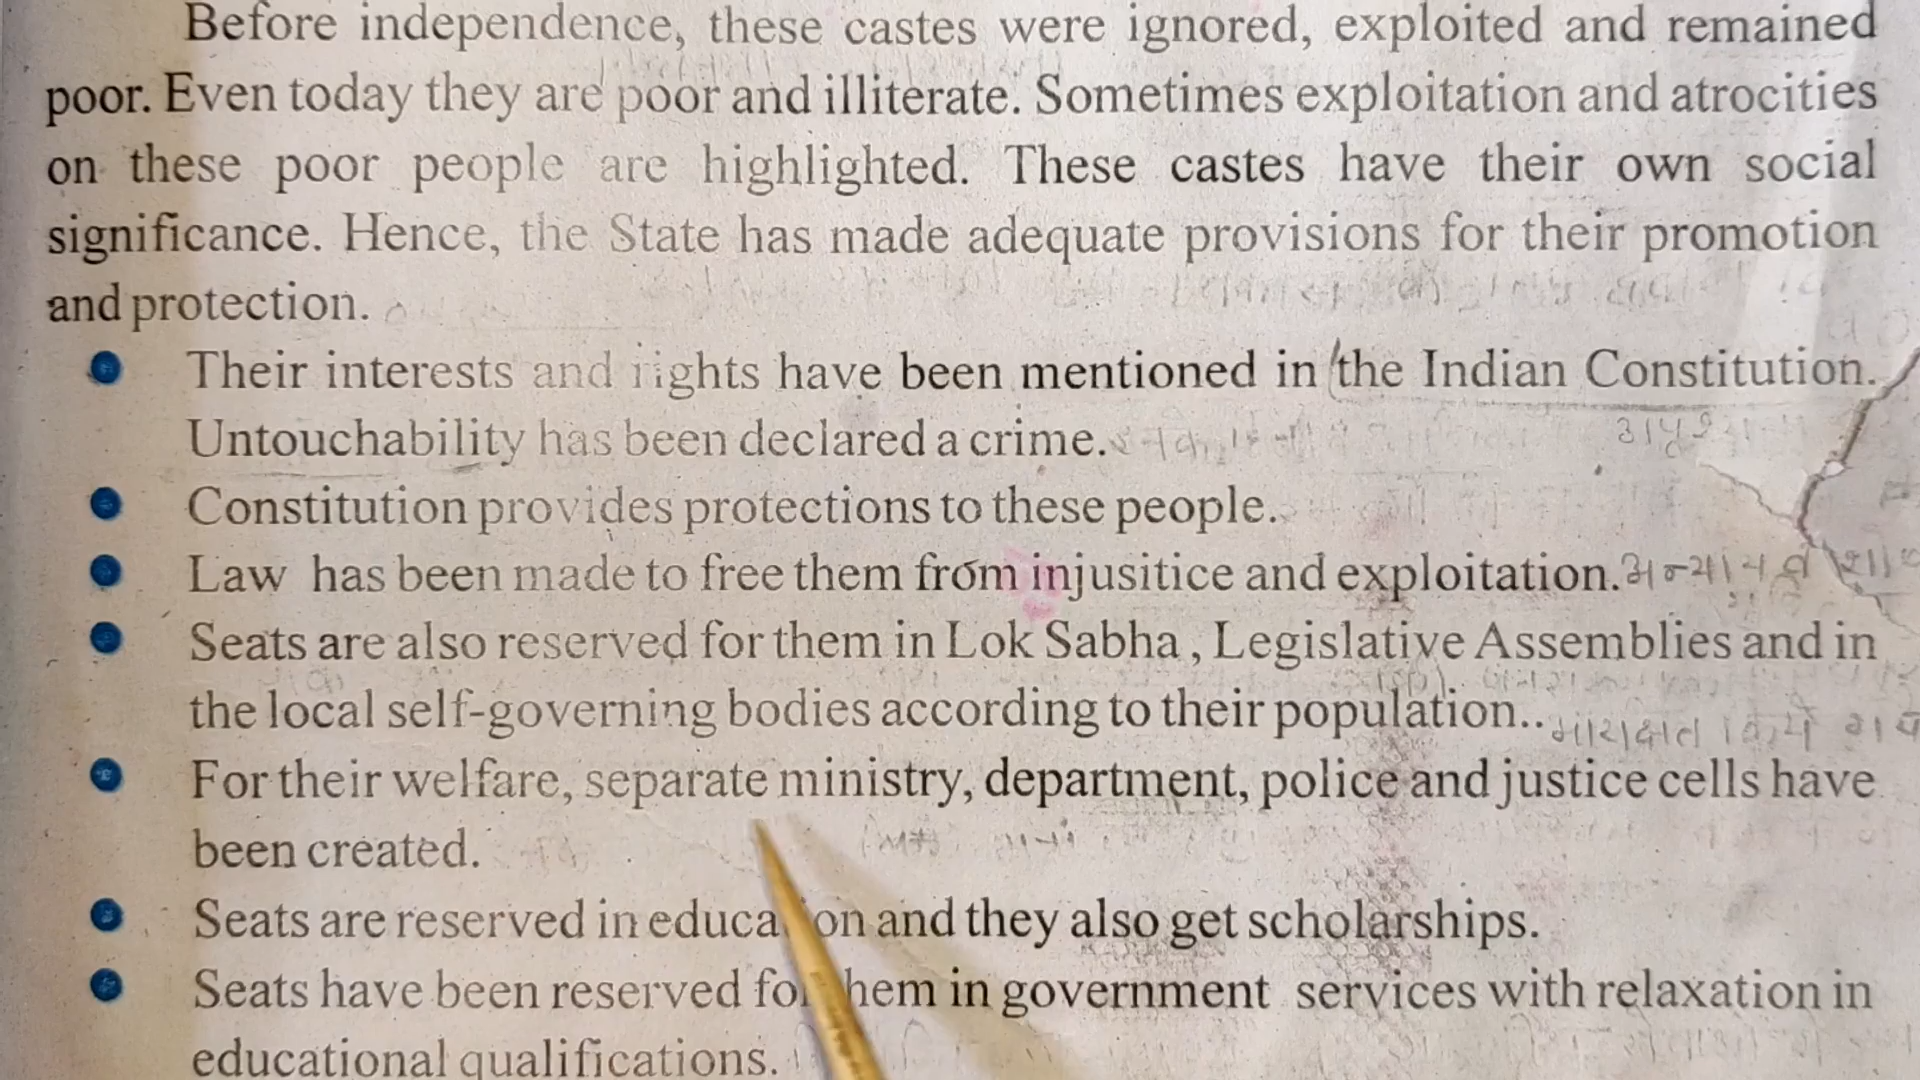 Before independence, these castes were ignored, exploited and remained
poor. Even today they are poor and illiterate. Sometimes exploitation and atrocities
on these poor people are highlighted. These castes have their own social
significance. Hence, the State has made adequate provisions for their promotion
and protection.
Their interests and rights have been mentioned in the Indian Constitution.
Untouchability has been declared a crime.
Constitution provides protections to these people.
Law has been made to free them from injusitice and exploitation.
Seats are also reserved for them in Lok Sabha , Legislative Assemblies and in
the local self-governing bodies according to their population..
For their welfare, separate ministry, department, police and justice cells have
been created.
Seats are reserved in and they also get scholarships.
Seats have been reserved in government services with relaxation in
educational qualifications.